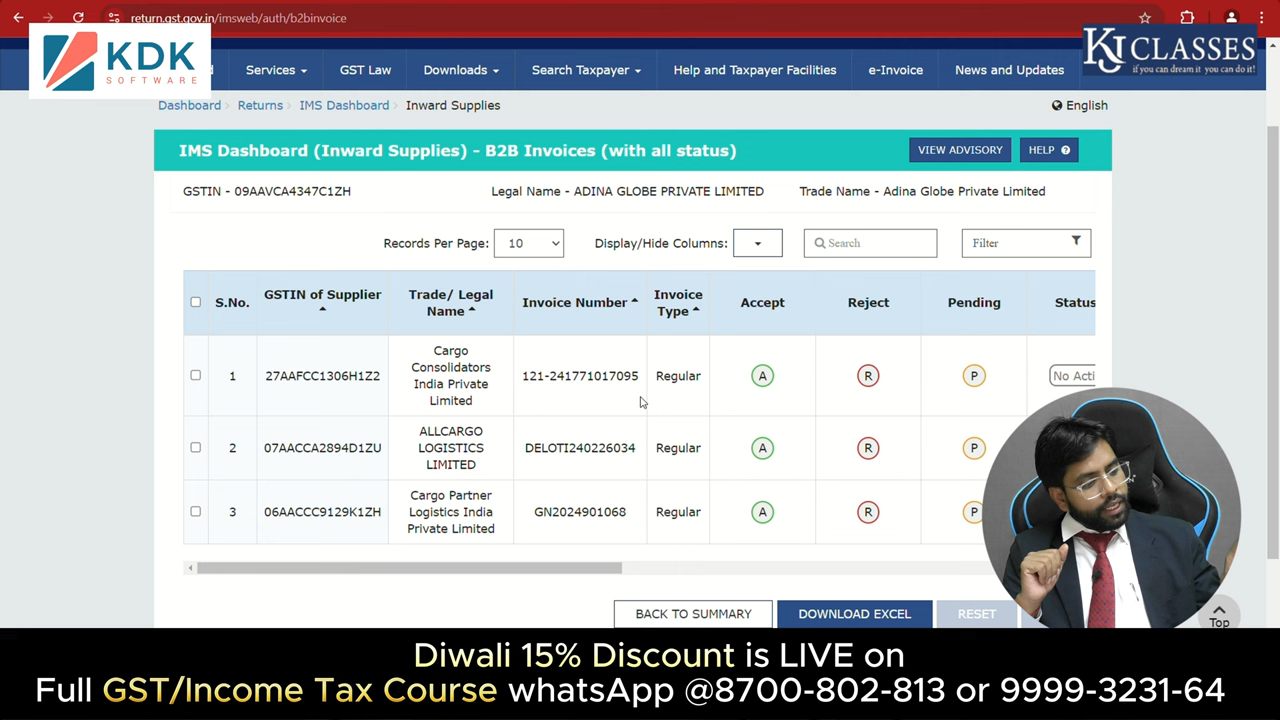 return.gst.gov.in/imsweb/auth/b2binvoice
KDK
SOFTWARE
KJ CLASSES
if you can dream it you can do it!
d Services GST Law Downloads Search Taxpayer Help and Taxpayer Facilities e-Invoice News and Updates
Dashboard Returns IMS Dashboard Inward Supplies English
IMS Dashboard (Inward Supplies) - B2B Invoices (with all status) VIEW ADVISORY HELP
GSTIN - 09AAVCA4347C1ZH Legal Name - ADINA GLOBE PRIVATE LIMITED Trade Name - Adina Globe Private Limited
Records Per Page: 10 Display/Hide Columns: Search Filter
S.No. GSTIN of Supplier Trade/ Legal Name Invoice Number Invoice Type Accept Reject Pending Status
1 27AAFCC1306H1Z2 Cargo Consolidators India Private Limited 121-241771017095 Regular A R P No Acti
2 07AACCA2894D1ZU ALLCARGO LOGISTICS LIMITED DELOTI240226034 Regular A R P
3 06AACCC9129K1ZH Cargo Partner Logistics India Private Limited GN2024901068 Regular A R P
BACK TO SUMMARY DOWNLOAD EXCEL RESET
Top
Diwali 15% Discount is LIVE on
Full GST/Income Tax Course whatsApp @8700-802-813 or 9999-3231-64